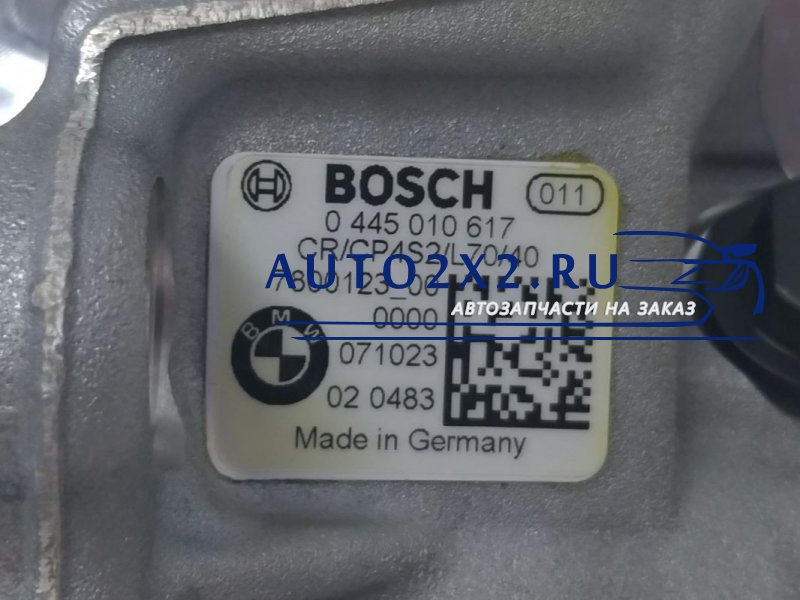 BOSCH 011
0 445 010 617
CR/CP4S2/L70/40
AUTO2X2.RU
АВТОЗАПЧАСТИ НА ЗАКАЗ
0000
BMW
071023
02 0483
Made in Germany